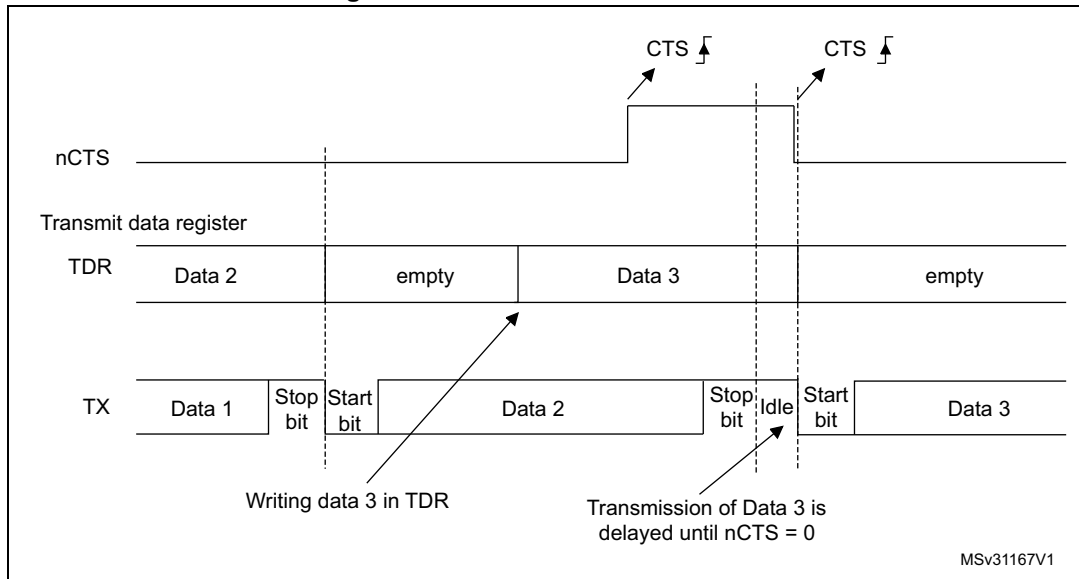 CTS
CTS
nCTS
Transmit data register
TDR
Data 2
empty
Data 3
empty
TX
Data 1
Stop
bit
Start
bit
Data 2
Stop
bit
Idle
Start
bit
Data 3
Writing data 3 in TDR
Transmission of Data 3 is
delayed until nCTS = 0
MSv31167V1